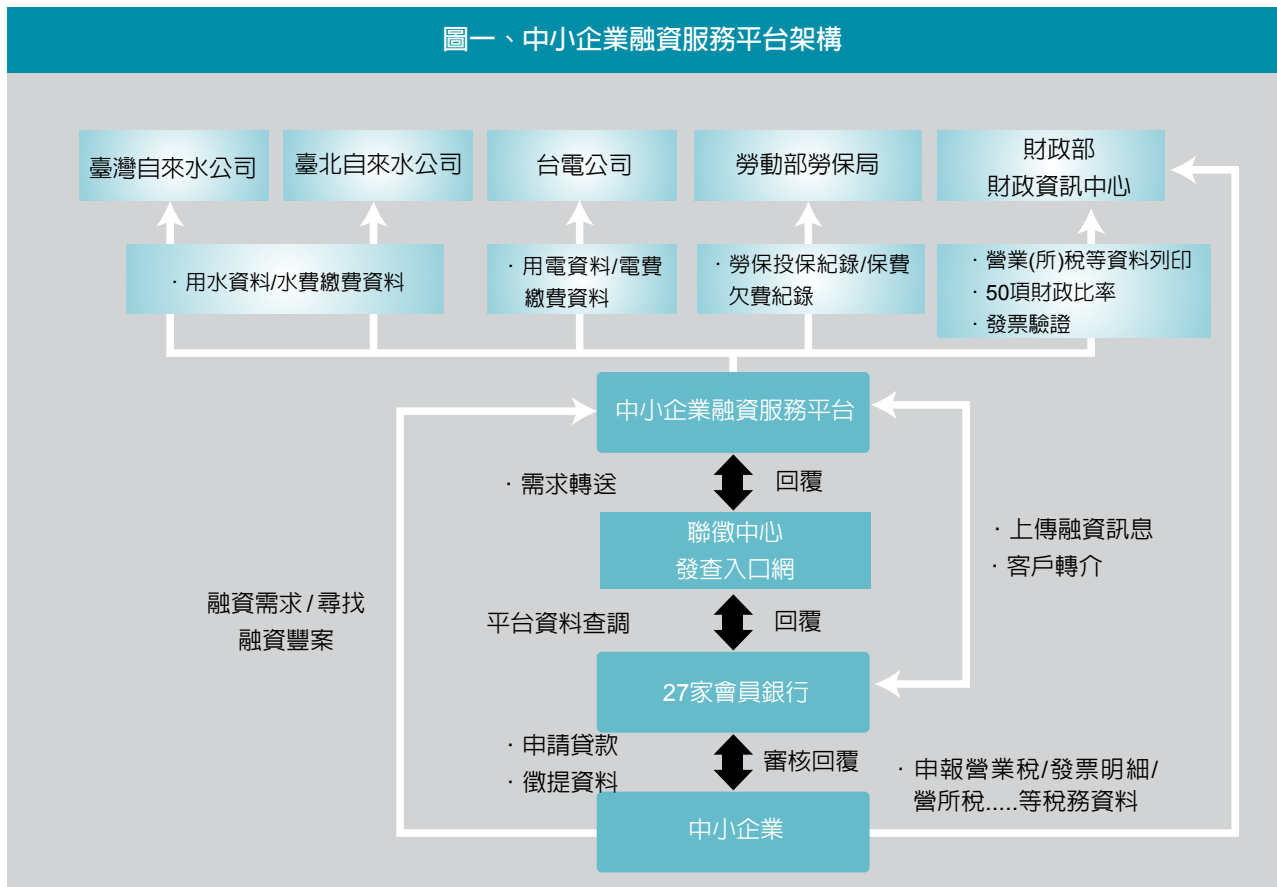 圖一、中小企業融資服務平台架構
臺灣自來水公司
臺北自來水公司
台電公司
勞動部勞保局
財政部
財政資訊中心
·用水資料/水費繳費資料
·用電資料/電費
繳費資料
·勞保投保紀錄/保費
欠費紀錄
·營業(所)稅等資料列印
·50項財政比率
·發票驗證
中小企業融資服務平台
·需求轉送
回覆
聯徵中心
發查入口網
·上傳融資訊息
·客戶轉介
融資需求/尋找
融資豐案
平台資料查調
回覆
27家會員銀行
·申請貸款
·徵提資料
審核回覆
·申報營業稅/發票明細/
營所稅.....等稅務資料
中小企業